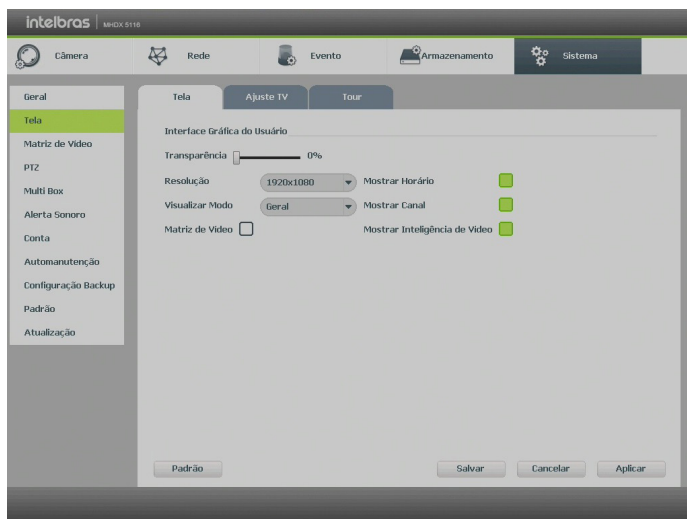 intelbras MHDX 5116
Câmera Rede Evento Armazenamento Sistema
Geral
Tela
Matriz de Vídeo
PTZ
Multi Box
Alerta Sonoro
Conta
Automanutenção
Configuração Backup
Padrão
Atualização
Tela Ajuste TV Tour
Interface Gráfica do Usuário
Transparência 0%
Resolução 1920x1080 Mostrar Horário
Visualizar Modo Geral Mostrar Canal
Matriz de Vídeo Mostrar Inteligência de Vídeo
Padrão Salvar Cancelar Aplicar